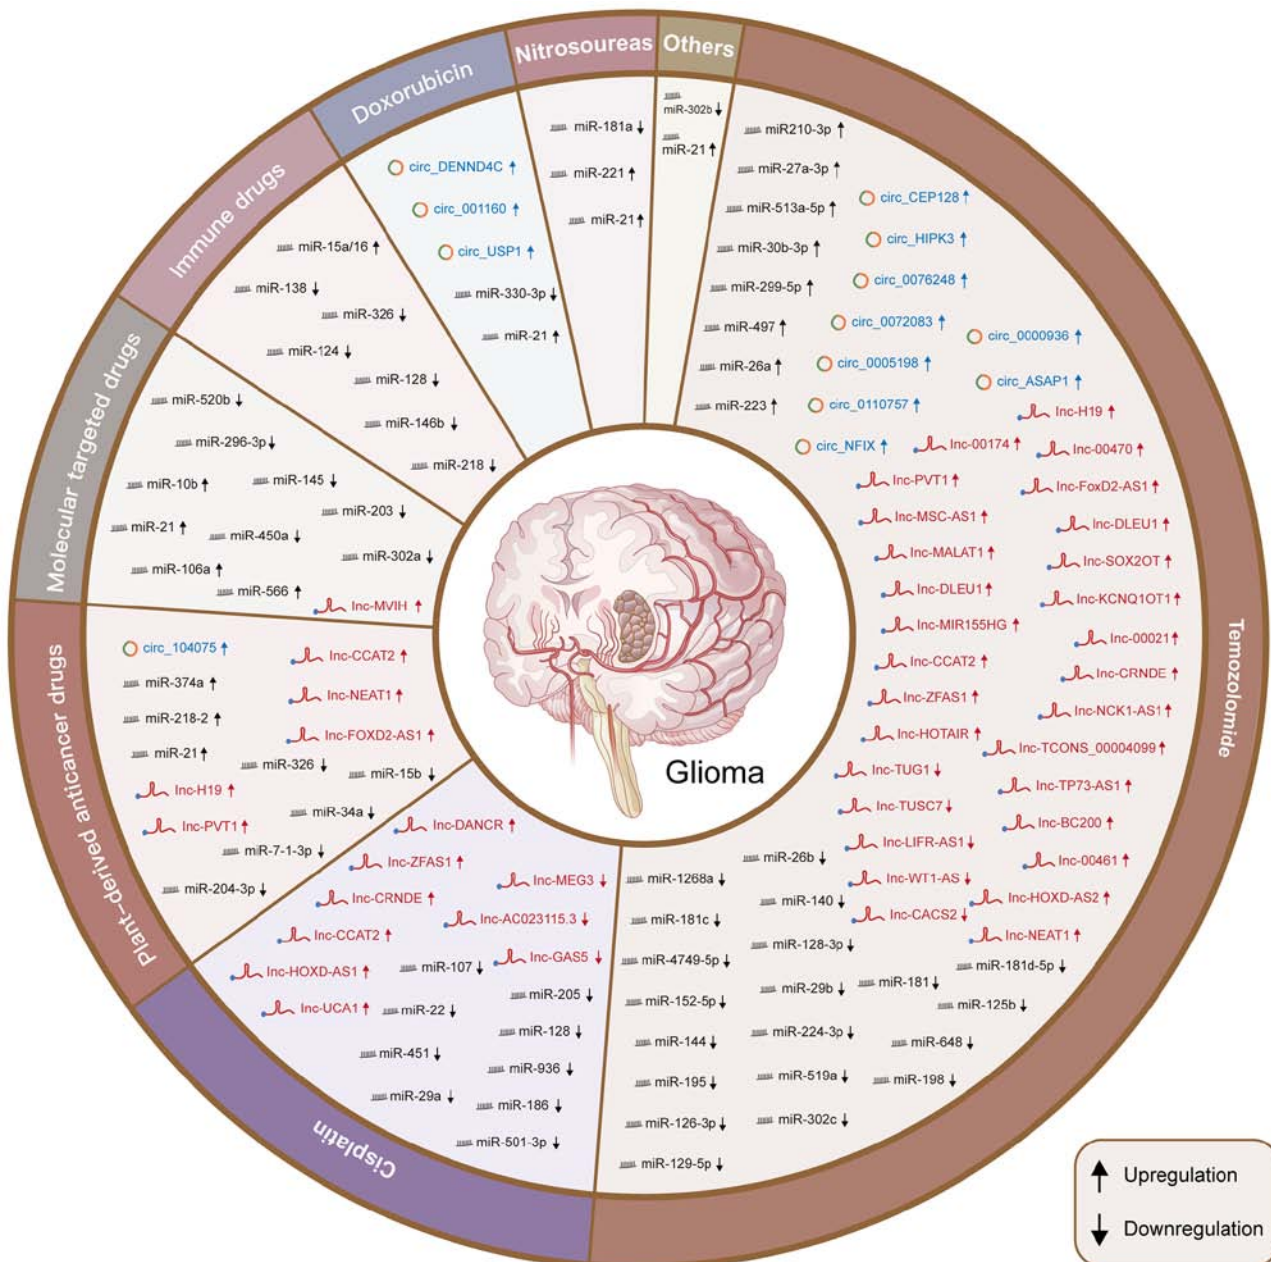 Nitrosoureas
Others
Doxorubicin
Immune drugs
Molecular targeted drugs
Plant-derived anticancer drugs
Cisplatin
Temozolomide
miR-181a ↓
miR-221 ↑
miR-21 ↑
miR-302b ↓
miR-21 ↑
circ_DENND4C ↑
circ_001160 ↑
circ_USP1 ↑
miR-330-3p ↓
miR-21 ↑
miR-15a/16 ↑
miR-138 ↓
miR-326 ↓
miR-124 ↓
miR-128 ↓
miR-146b ↓
miR-218 ↓
miR-520b ↓
miR-296-3p ↓
miR-10b ↑
miR-145 ↓
miR-203 ↓
miR-21 ↑
miR-450a ↓
miR-302a ↓
miR-106a ↑
miR-566 ↑
lnc-MVIH ↑
circ_104075 ↑
lnc-CCAT2 ↑
miR-374a ↑
lnc-NEAT1 ↑
miR-218-2 ↑
lnc-FOXD2-AS1 ↑
miR-21 ↑
miR-326 ↓
miR-15b ↓
lnc-H19 ↑
miR-34a ↓
lnc-PVT1 ↑
miR-7-1-3p ↓
miR-204-3p ↓
lnc-DANCR ↑
lnc-ZFAS1 ↑
lnc-MEG3 ↓
lnc-CRNDE ↑
lnc-AC023115.3 ↓
lnc-CCAT2 ↑
lnc-GAS5 ↓
lnc-HOXD-AS1 ↑
miR-107 ↓
miR-205 ↓
lnc-UCA1 ↑
miR-22 ↓
miR-128 ↓
miR-451 ↓
miR-936 ↓
miR-29a ↓
miR-186 ↓
miR-501-3p ↓
miR210-3p ↑
miR-27a-3p ↑
miR-513a-5p ↑
miR-30b-3p ↑
miR-299-5p ↑
miR-497 ↑
miR-26a ↑
miR-223 ↑
circ_CEP128 ↑
circ_HIPK3 ↑
circ_0076248 ↑
circ_0072083 ↑
circ_0000936 ↑
circ_0005198 ↑
circ_ASAP1 ↑
circ_0110757 ↑
circ_NFIX ↑
lnc-H19 ↑
lnc-00174 ↑
lnc-00470 ↑
lnc-PVT1 ↑
lnc-FoxD2-AS1 ↑
lnc-MSC-AS1 ↑
lnc-DLEU1 ↑
lnc-MALAT1 ↑
lnc-SOX2OT ↑
lnc-DLEU1 ↑
lnc-KCNQ1OT1 ↑
lnc-MIR155HG ↑
lnc-00021 ↑
lnc-CCAT2 ↑
lnc-CRNDE ↑
lnc-ZFAS1 ↑
lnc-NCK1-AS1 ↑
lnc-HOTAIR ↑
lnc-TCONS_00004099 ↑
lnc-TUG1 ↓
lnc-TP73-AS1 ↑
lnc-TUSC7 ↓
lnc-BC200 ↑
lnc-LIFR-AS1 ↓
lnc-00461 ↑
lnc-WT1-AS ↓
lnc-HOXD-AS2 ↑
lnc-CACS2 ↓
lnc-NEAT1 ↑
miR-26b ↓
miR-1268a ↓
miR-140 ↓
miR-181c ↓
miR-128-3p ↓
miR-4749-5p ↓
miR-181d-5p ↓
miR-29b ↓
miR-181 ↓
miR-152-5p ↓
miR-125b ↓
miR-224-3p ↓
miR-144 ↓
miR-648 ↓
miR-195 ↓
miR-519a ↓
miR-198 ↓
miR-126-3p ↓
miR-302c ↓
miR-129-5p ↓
Glioma
↑ Upregulation
↓ Downregulation